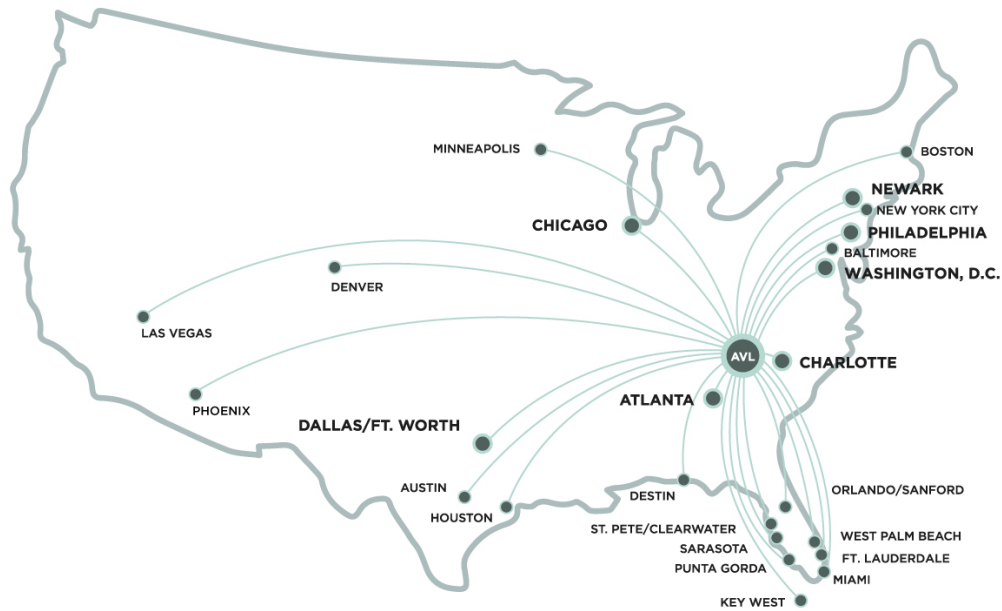 MINNEAPOLIS
BOSTON
NEWARK
NEW YORK CITY
CHICAGO
PHILADELPHIA
BALTIMORE
WASHINGTON, D.C.
DENVER
LAS VEGAS
AVL
CHARLOTTE
ATLANTA
PHOENIX
DALLAS/FT. WORTH
AUSTIN
HOUSTON
DESTIN
ORLANDO/SANFORD
ST. PETE/CLEARWATER
WEST PALM BEACH
SARASOTA
FT. LAUDERDALE
PUNTA GORDA
MIAMI
KEY WEST